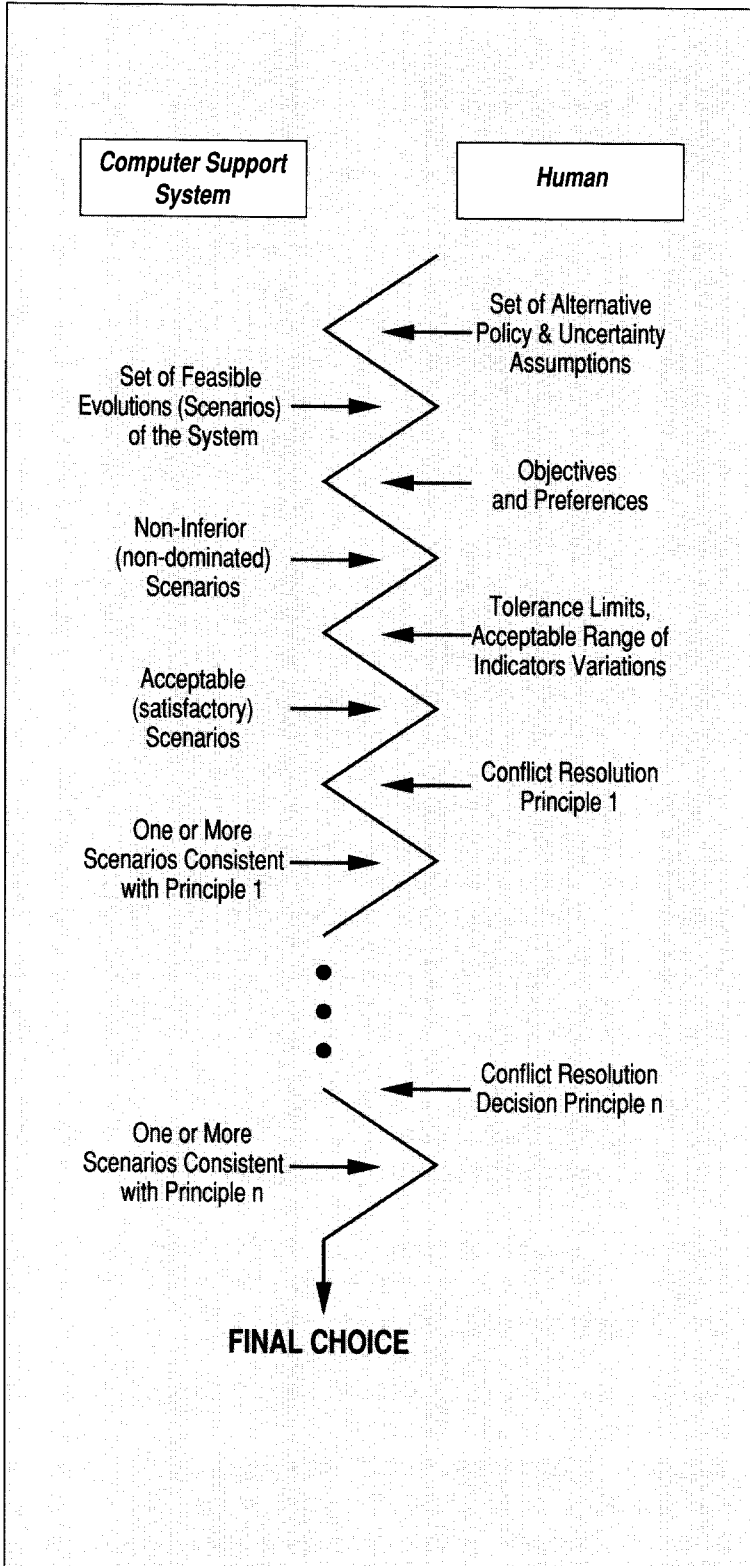 Computer Support
System
Human
Set of Alternative
Policy & Uncertainty
Assumptions
Set of Feasible
Evolutions (Scenarios)
of the System
Objectives
and Preferences
Non-Inferior
(non-dominated)
Scenarios
Tolerance Limits,
Acceptable Range of
Indicators Variations
Acceptable
(satisfactory)
Scenarios
Conflict Resolution
Principle 1
One or More
Scenarios Consistent
with Principle 1
Conflict Resolution
Decision Principle n
One or More
Scenarios Consistent
with Principle n
FINAL CHOICE